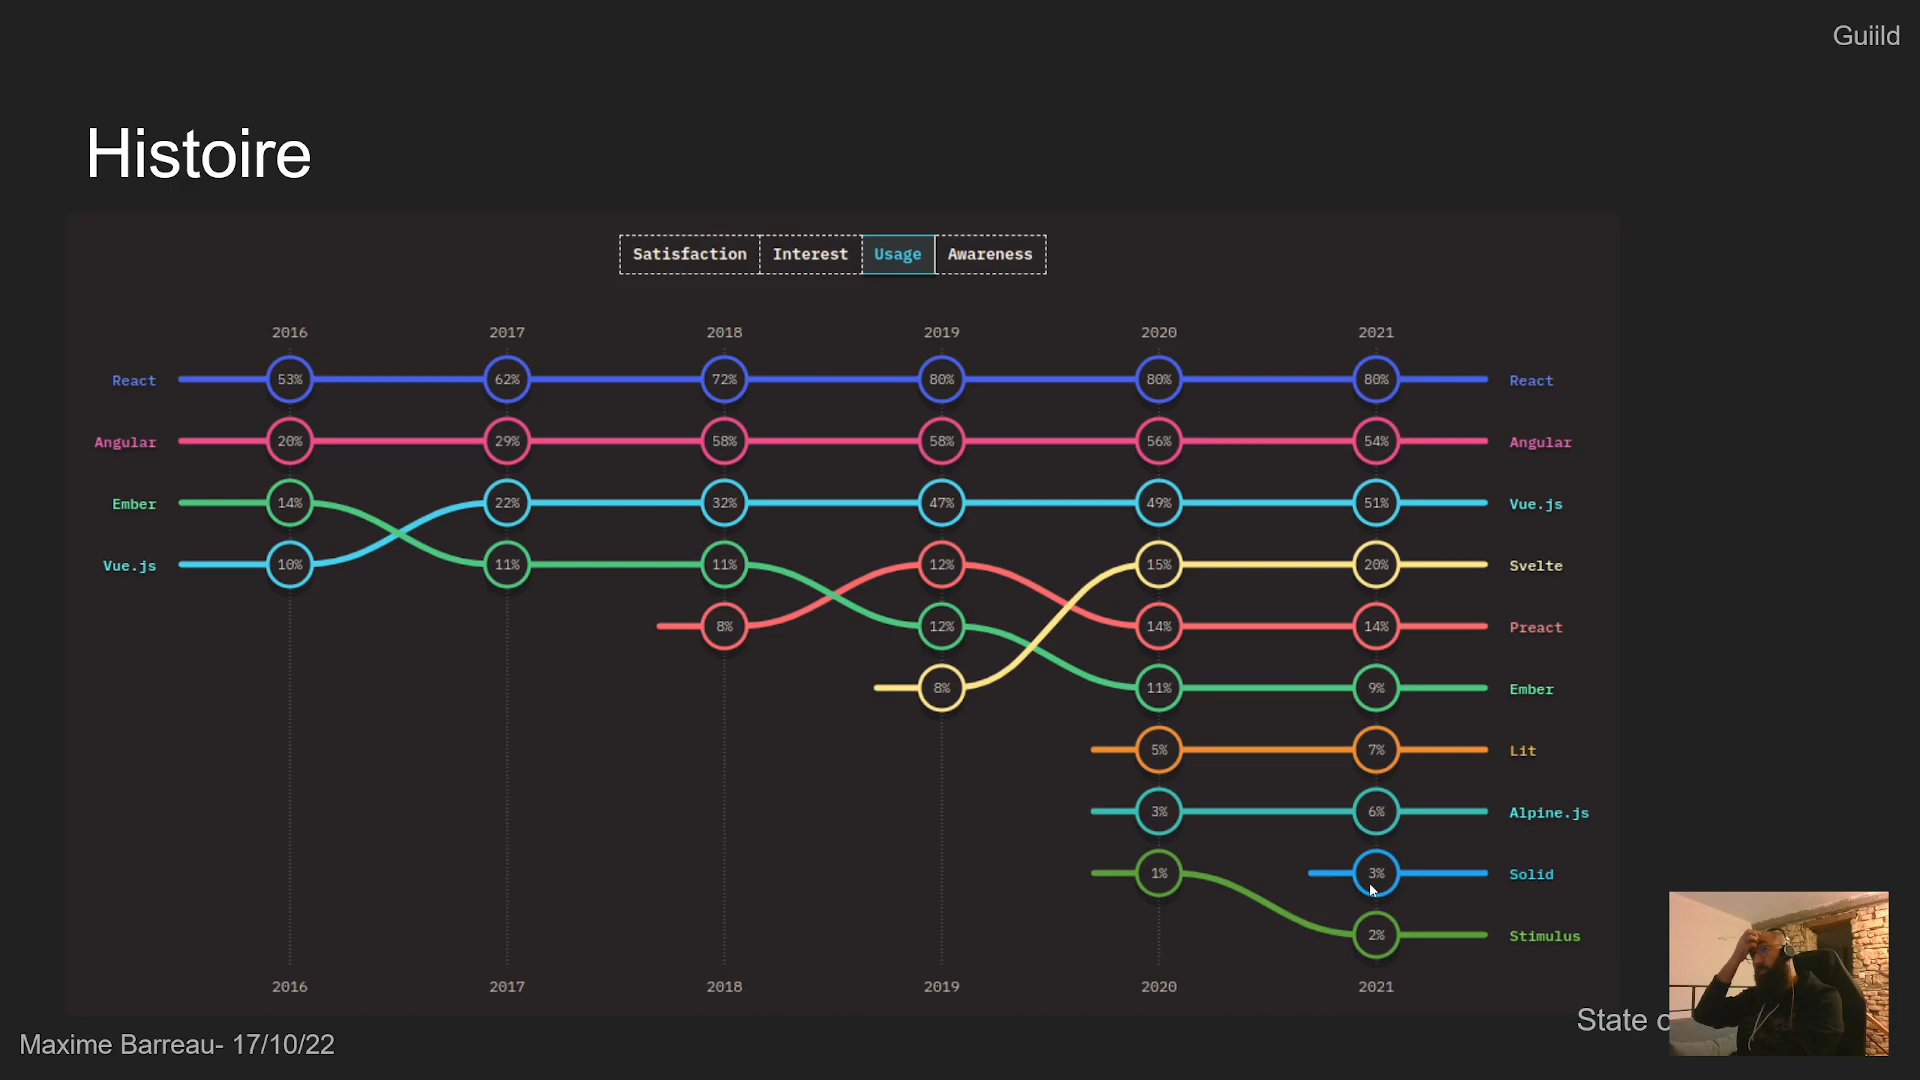 Guiild
Histoire
Satisfaction Interest Usage Awareness
2016 2017 2018 2019 2020 2021
React 53% 62% 72% 80% 80% 80% React
Angular 20% 29% 58% 58% 56% 54% Angular
Ember 14% 22% 32% 47% 49% 51% Vue.js
Vue.js 10% 11% 11% 12% 15% 20% Svelte
8% 12% 14% 14% Preact
8% 11% 9% Ember
5% 7% Lit
3% 6% Alpine.js
1% 3% Solid
2% Stimulus
2016 2017 2018 2019 2020 2021
State
Maxime Barreau- 17/10/22